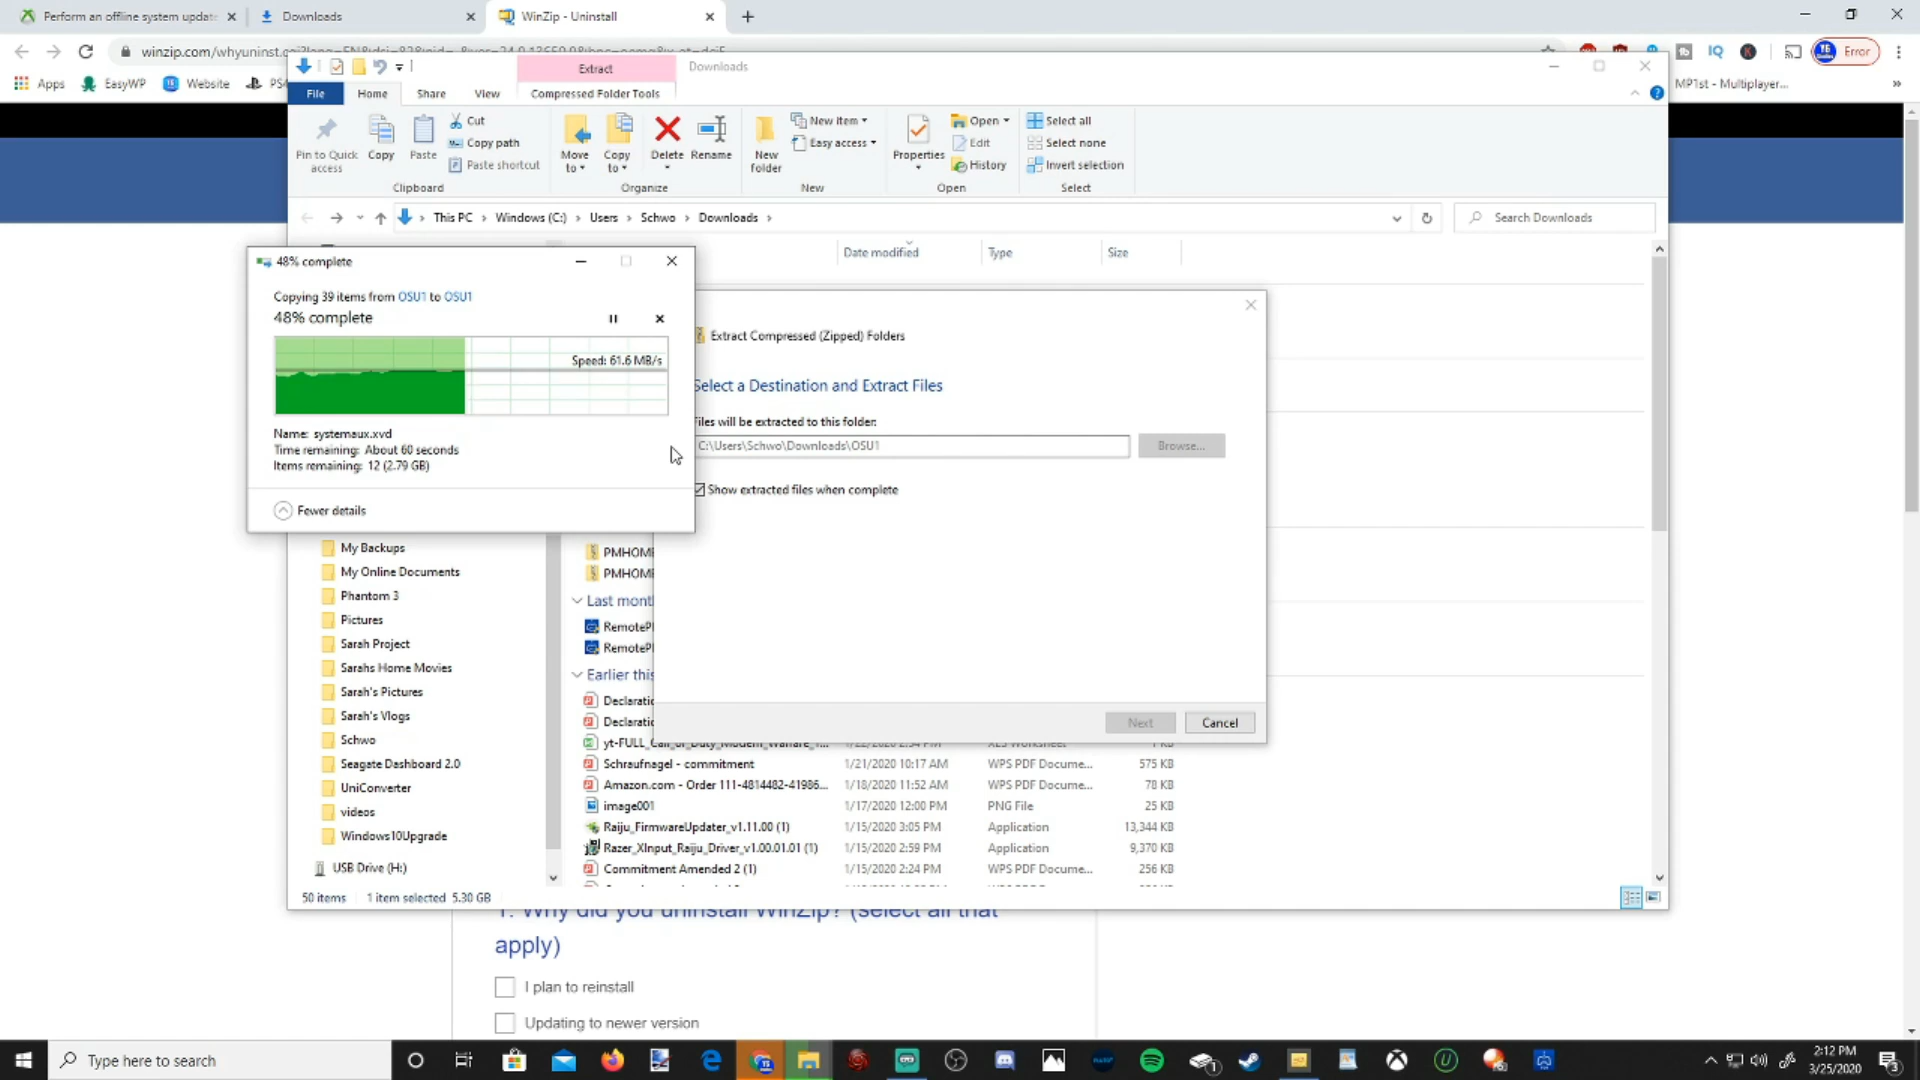 Perform an offline system update
Downloads
WinZip - Uninstall
Error
Apps
EasyWP
Website
MP1st - Multiplayer...
Extract
Downloads
File
Home
Share
View
Compressed Folder Tools
Pin to Quick access
Copy
Paste
Cut
Copy path
Paste shortcut
Move to
Copy to
Delete
Rename
New folder
New item
Easy access
Properties
Open
Edit
History
Select all
Select none
Invert selection
Clipboard
Organize
New
Open
Select
This PC > Windows (C:) > Users > Schwo > Downloads >
Search Downloads
Date modified
Type
Size
48% complete
Copying 39 items from OSU1 to OSU1
48% complete
Speed: 61.6 MB/s
Name: systemaux.xvd
Time remaining: About 60 seconds
Items remaining: 12 (2.79 GB)
Fewer details
Extract Compressed (Zipped) Folders
Select a Destination and Extract Files
Files will be extracted to this folder:
C:\Users\Schwo\Downloads\OSU1
Browse...
Show extracted files when complete
Next
Cancel
My Backups
My Online Documents
Phantom 3
Pictures
Sarah Project
Sarahs Home Movies
Sarah's Pictures
Sarah's Vlogs
Schwo
Seagate Dashboard 2.0
UniConverter
videos
Windows10Upgrade
USB Drive (H:)
Last mont
Earlier this
Schraufnagel - commitment 1/21/2020 10:17 AM WPS PDF Docume... 575 KB
Amazon.com - Order 111-4814482-41986... 1/18/2020 11:52 AM WPS PDF Docume... 78 KB
image001 1/17/2020 12:00 PM PNG File 25 KB
Raiju_FirmwareUpdater_v1.11.00 (1) 1/15/2020 3:05 PM Application 13,344 KB
Razer_XInput_Raiju_Driver_v1.00.01.01 (1) 1/15/2020 2:59 PM Application 9,370 KB
Commitment Amended 2 (1) 1/15/2020 2:24 PM WPS PDF Docume... 256 KB
50 items 1 item selected 5.30 GB
1. Why did you uninstall WinZip? (select all that
apply)
I plan to reinstall
Updating to newer version
Type here to search
2:12 PM
3/25/2020